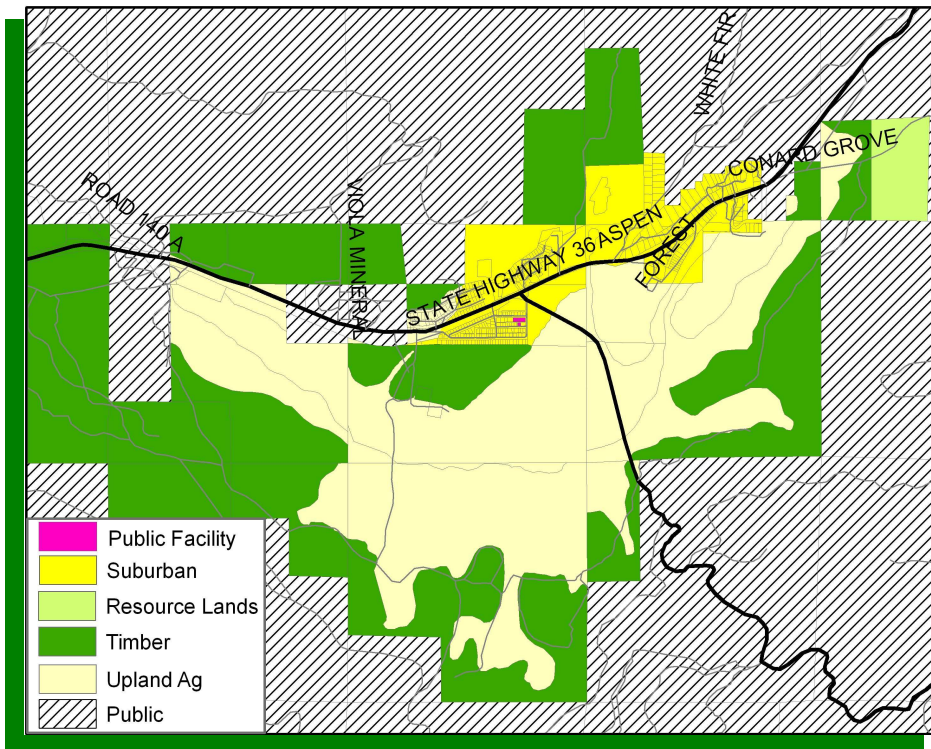 WHITE FIR
CONARD GROVE
ROAD 140 A
VIOLA MINERAL
STATE HIGHWAY 36 ASPEN
FOREST
Public Facility
Suburban
Resource Lands
Timber
Upland Ag
Public